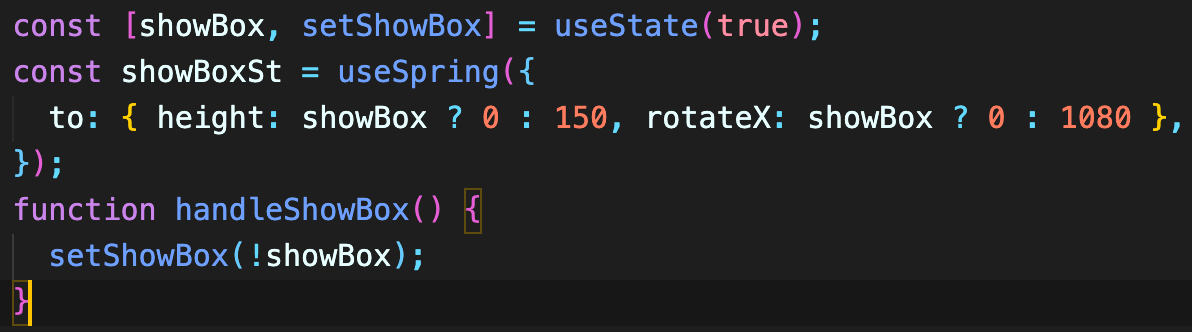 const [showBox, setShowBox] = useState(true);
const showBoxSt = useSpring({
  to: { height: showBox ? 0 : 150, rotateX: showBox ? 0 : 1080 },
});
function handleShowBox() {
  setShowBox(!showBox);
}